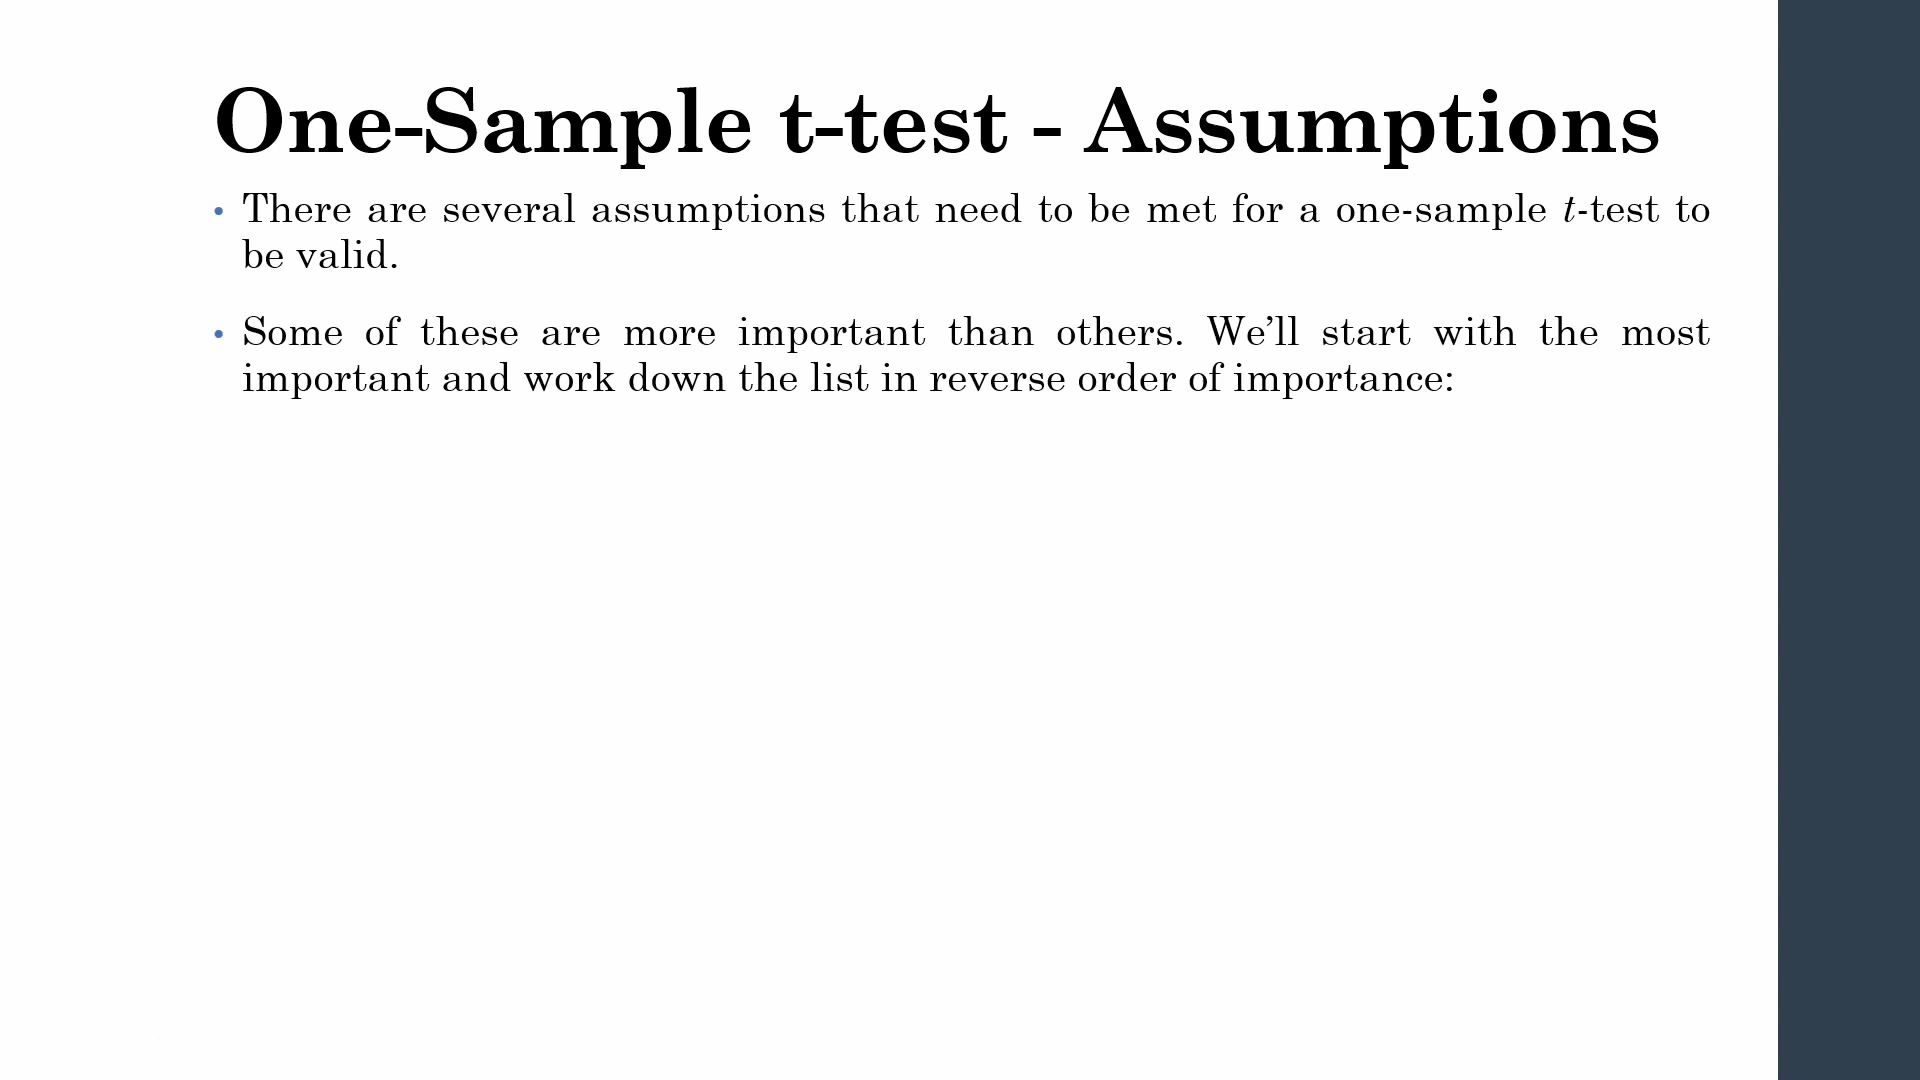 One-Sample t-test - Assumptions
• There are several assumptions that need to be met for a one-sample t-test to
be valid.
• Some of these are more important than others. We’ll start with the most
important and work down the list in reverse order of importance: